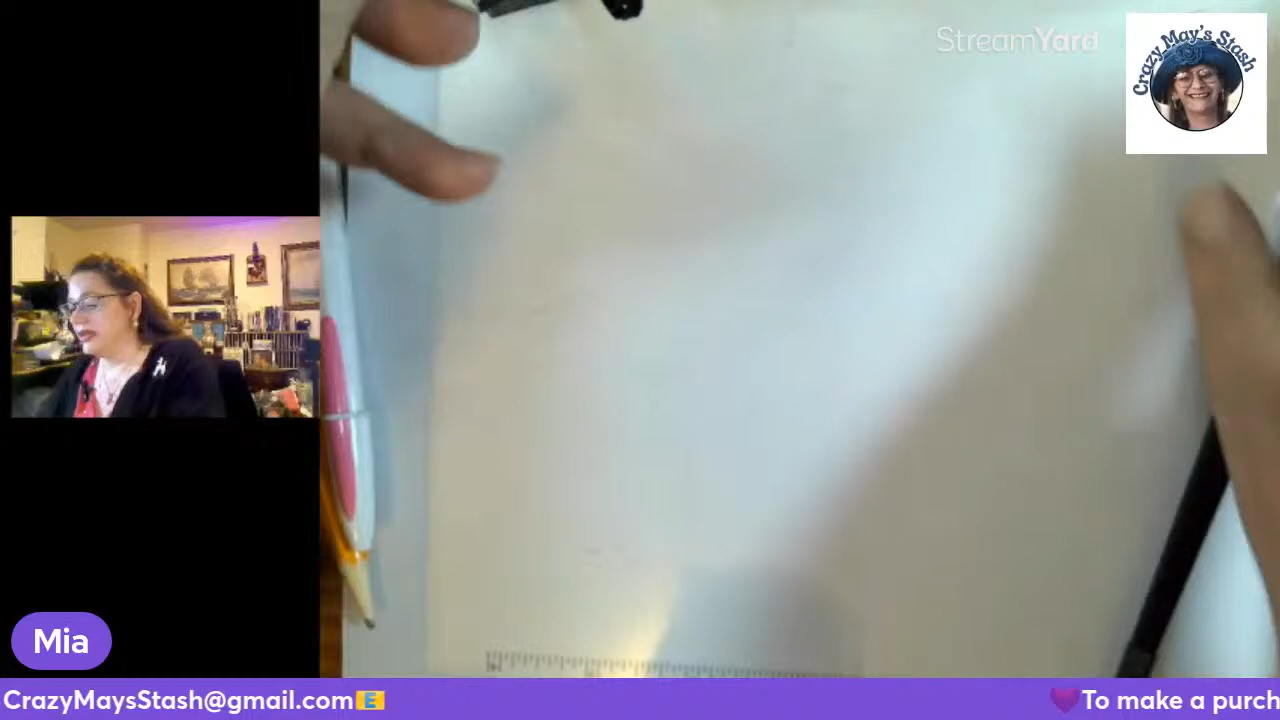 StreamYard
Crazy May's Stash
Mia
CrazyMaysStash@gmail.com📧
💜To make a purch